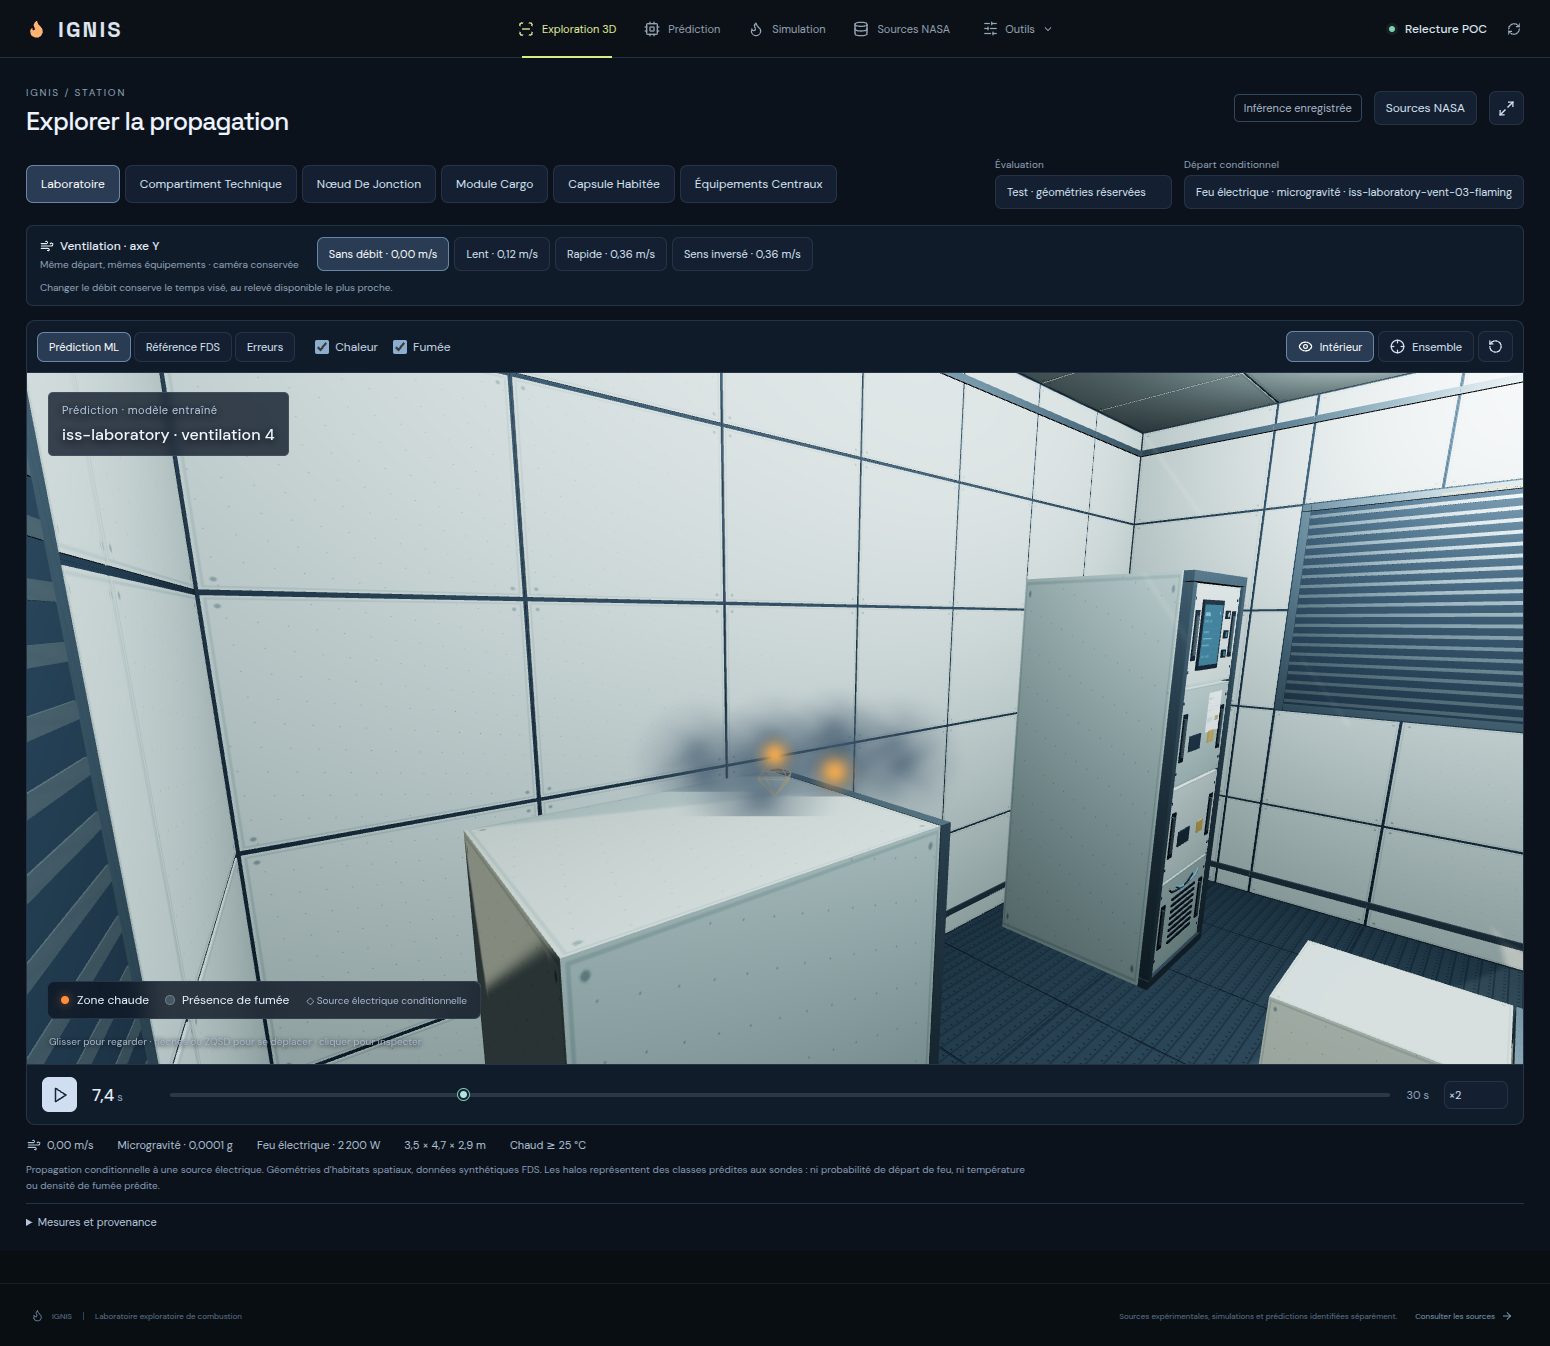 IGNIS
Exploration 3D
Prédiction
Simulation
Sources NASA
Outils
Relecture POC
IGNIS / STATION
Explorer la propagation
Inférence enregistrée
Sources NASA
Laboratoire
Compartiment Technique
Nœud De Jonction
Module Cargo
Capsule Habitée
Équipements Centraux
Évaluation
Test · géométries réservées
Départ conditionnel
Feu électrique · microgravité · iss-laboratory-vent-03-flaming
Ventilation · axe Y
Même départ, mêmes équipements · caméra conservée
Sans débit · 0,00 m/s
Lent · 0,12 m/s
Rapide · 0,36 m/s
Sens inversé · 0,36 m/s
Changer le débit conserve le temps visé, au relevé disponible le plus proche.
Prédiction ML
Référence FDS
Erreurs
Chaleur
Fumée
Intérieur
Ensemble
Prédiction · modèle entraîné
iss-laboratory · ventilation 4
Zone chaude
Présence de fumée
◇ Source électrique conditionnelle
Glisser pour regarder · flèches ou ZQSD pour se déplacer · cliquer pour inspecter
7,4 s
30 s
×2
0,00 m/s
Microgravité · 0,0001 g
Feu électrique · 2 200 W
3,5 × 4,7 × 2,9 m
Chaud ≥ 25 °C
Propagation conditionnelle à une source électrique. Géométries d'habitats spatiaux, données synthétiques FDS. Les halos représentent des classes prédites aux sondes : ni probabilité de départ de feu, ni température
ou densité de fumée prédite.
Mesures et provenance
IGNIS
Laboratoire exploratoire de combustion
Sources expérimentales, simulations et prédictions identifiées séparément.
Consulter les sources